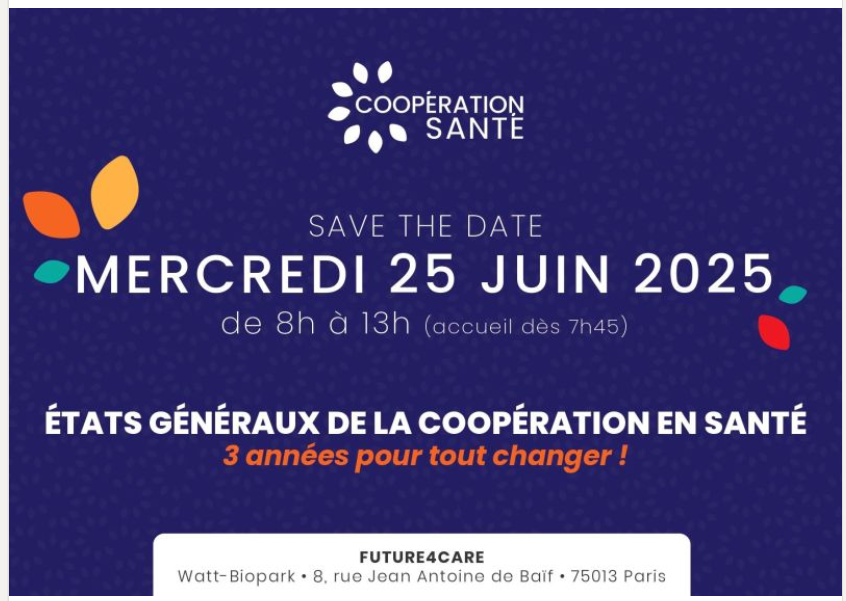 COOPÉRATION
SANTÉ
SAVE THE DATE
MERCREDI 25 JUIN 2025
de 8h à 13h (accueil dès 7h45)
ÉTATS GÉNÉRAUX DE LA COOPÉRATION EN SANTÉ
3 années pour tout changer !
FUTURE4CARE
Watt-Biopark • 8, rue Jean Antoine de Baïf • 75013 Paris